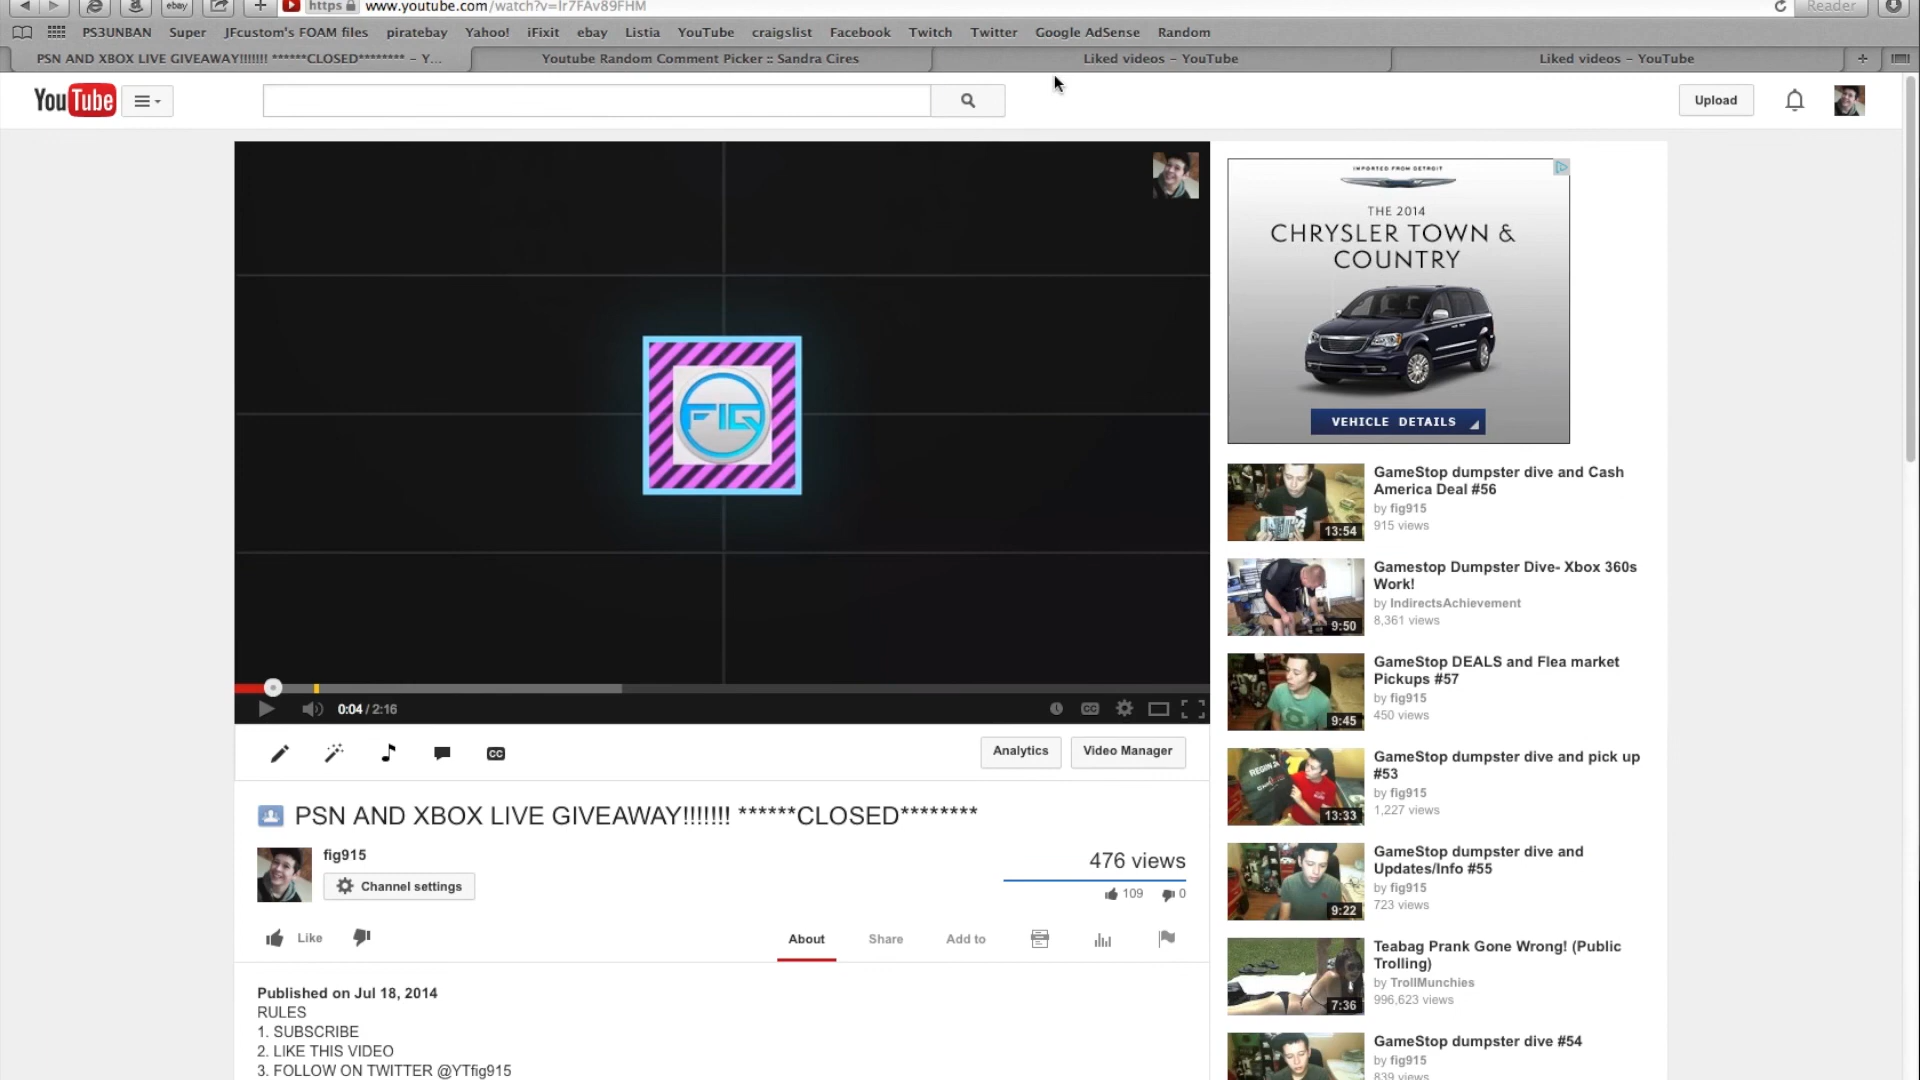 ebay
https www.youtube.com/watch?v=lr7FAv89FHM
Reader
PS3UNBAN Super JFcustom's FOAM files piratebay Yahoo! iFixit ebay Listia YouTube craigslist Facebook Twitch Twitter Google AdSense Random
PSN AND XBOX LIVE GIVEAWAY!!!!!!! ******CLOSED******** – Y...
Youtube Random Comment Picker :: Sandra Cires
Liked videos – YouTube
Liked videos – YouTube
YouTube
Upload
FIG
0:04 / 2:16
CC
CC
Analytics
Video Manager
PSN AND XBOX LIVE GIVEAWAY!!!!!!! ******CLOSED********
fig915
Channel settings
476 views
109 0
Like
About Share Add to
Published on Jul 18, 2014
RULES
1. SUBSCRIBE
2. LIKE THIS VIDEO
3. FOLLOW ON TWITTER @YTfig915
IMPORTED FROM DETROIT
THE 2014
CHRYSLER TOWN &
COUNTRY
VEHICLE DETAILS
13:54
GameStop dumpster dive and Cash
America Deal #56
by fig915
915 views
9:50
Gamestop Dumpster Dive- Xbox 360s
Work!
by IndirectsAchievement
8,361 views
9:45
GameStop DEALS and Flea market
Pickups #57
by fig915
450 views
13:33
GameStop dumpster dive and pick up
#53
by fig915
1,227 views
9:22
GameStop dumpster dive and
Updates/Info #55
by fig915
723 views
7:36
Teabag Prank Gone Wrong! (Public
Trolling)
by TrollMunchies
996,623 views
GameStop dumpster dive #54
by fig915
839 views